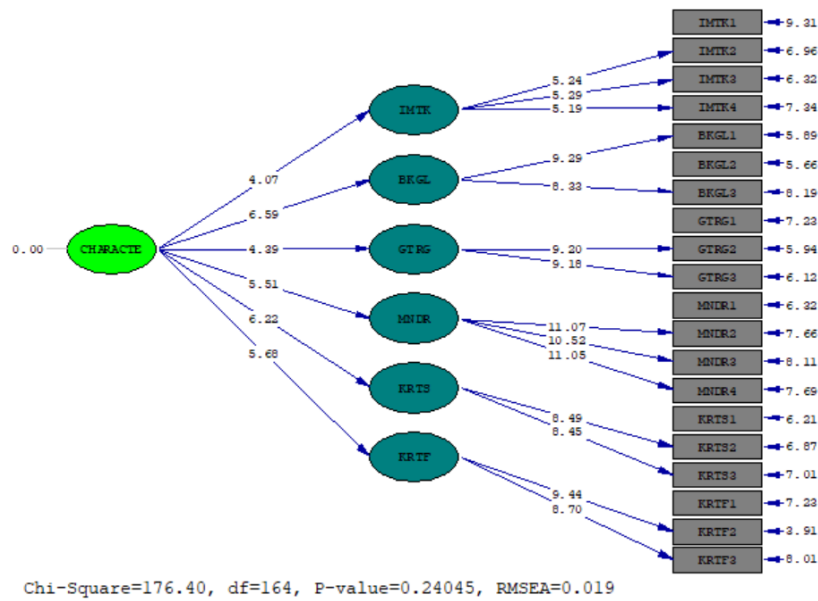 IMTK1 9.31
IMTK2 6.96
5.24
IMTK3 6.32
5.29
IMTK IMTK4 7.34
5.19
BKGL1 5.89
9.29
BKGL2 5.66
4.07 BKGL
8.33 BKGL3 8.19
6.59 GTRG1 7.23
0.00 CHARACTE 4.39 GTRG 9.20 GTRG2 5.94
9.18
GTRG3 6.12
5.51
MNDR1 6.32
6.22 MNDR 11.07 MNDR2 7.66
10.52
5.68 11.05 MNDR3 8.11
MNDR4 7.69
KRTS 8.49 KRTS1 6.21
8.45
KRTS2 6.87
KRTF KRTS3 7.01
9.44 KRTF1 7.23
8.70
KRTF2 3.91
KRTF3 8.01
Chi-Square=176.40, df=164, P-value=0.24045, RMSEA=0.019